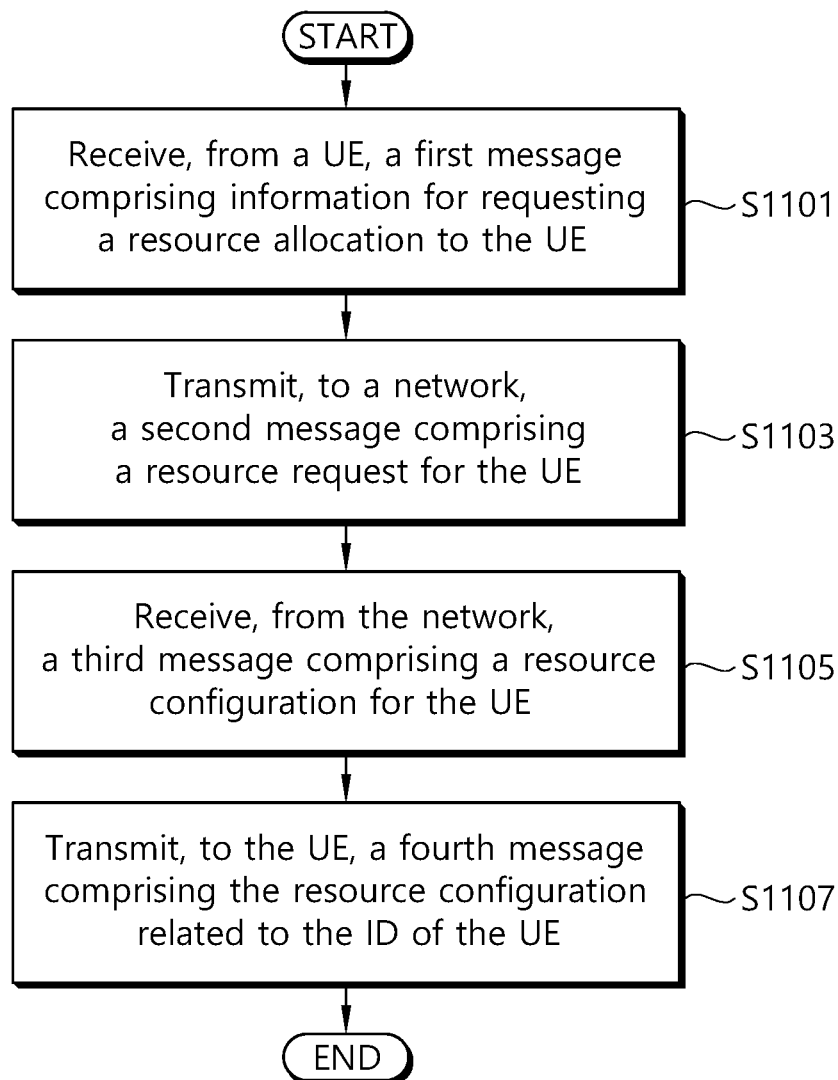 START
Receive, from a UE, a first message
comprising information for requesting
a resource allocation to the UE
S1101
Transmit, to a network,
a second message comprising
a resource request for the UE
S1103
Receive, from the network,
a third message comprising a resource
configuration for the UE
S1105
Transmit, to the UE, a fourth message
comprising the resource configuration
related to the ID of the UE
S1107
END